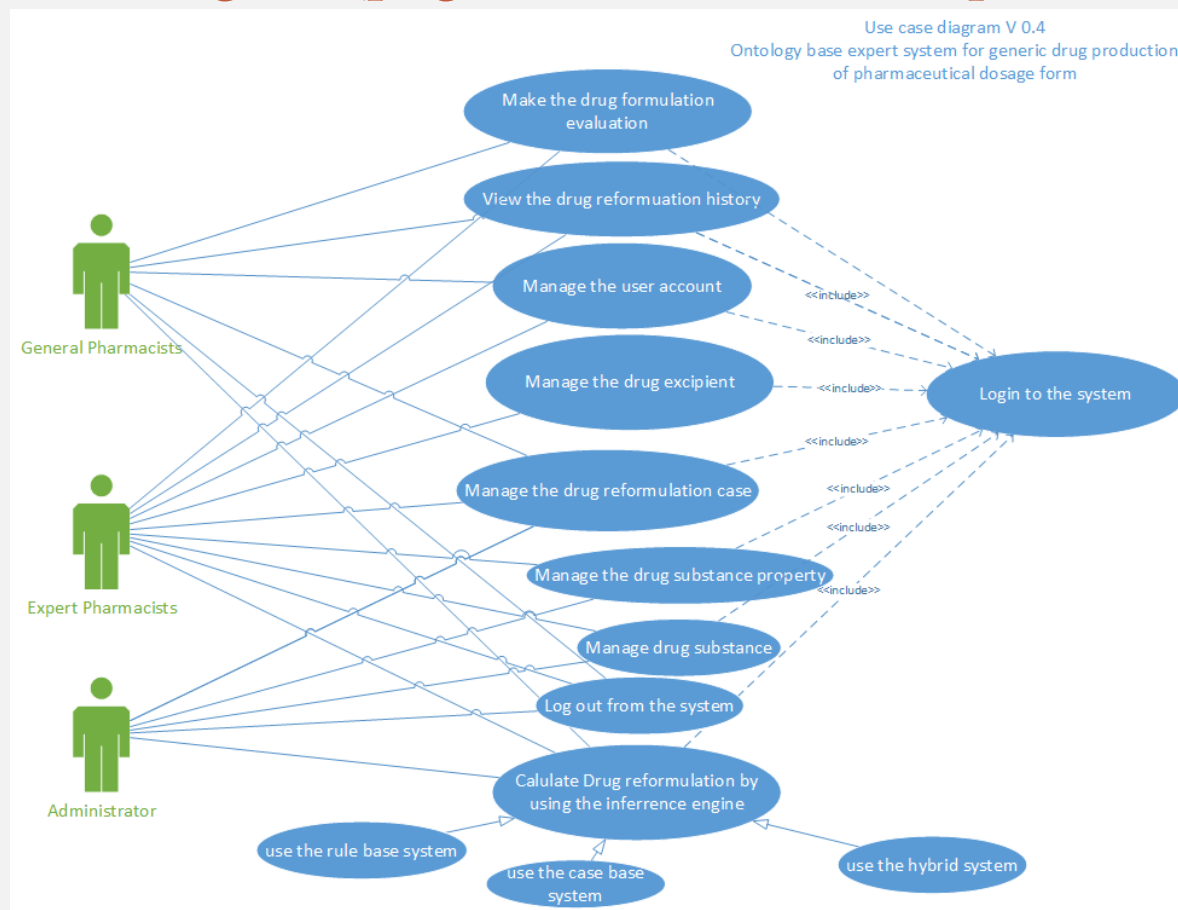 Use case diagram V 0.4
Ontology base expert system for generic drug production
of pharmaceutical dosage form
Make the drug formulation
evaluation
View the drug reformuation history
Manage the user account
<<include>>
<<include>>
General Pharmacists
Manage the drug excipient
<<include>>
Login to the system
<<include>>
Manage the drug reformulation case
<<include>>
<<include>>
Manage the drug substance property
<<include>>
Expert Pharmacists
Manage drug substance
Log out from the system
Calulate Drug reformulation by
using the inferrence engine
Administrator
use the rule base system
use the case base
system
use the hybrid system